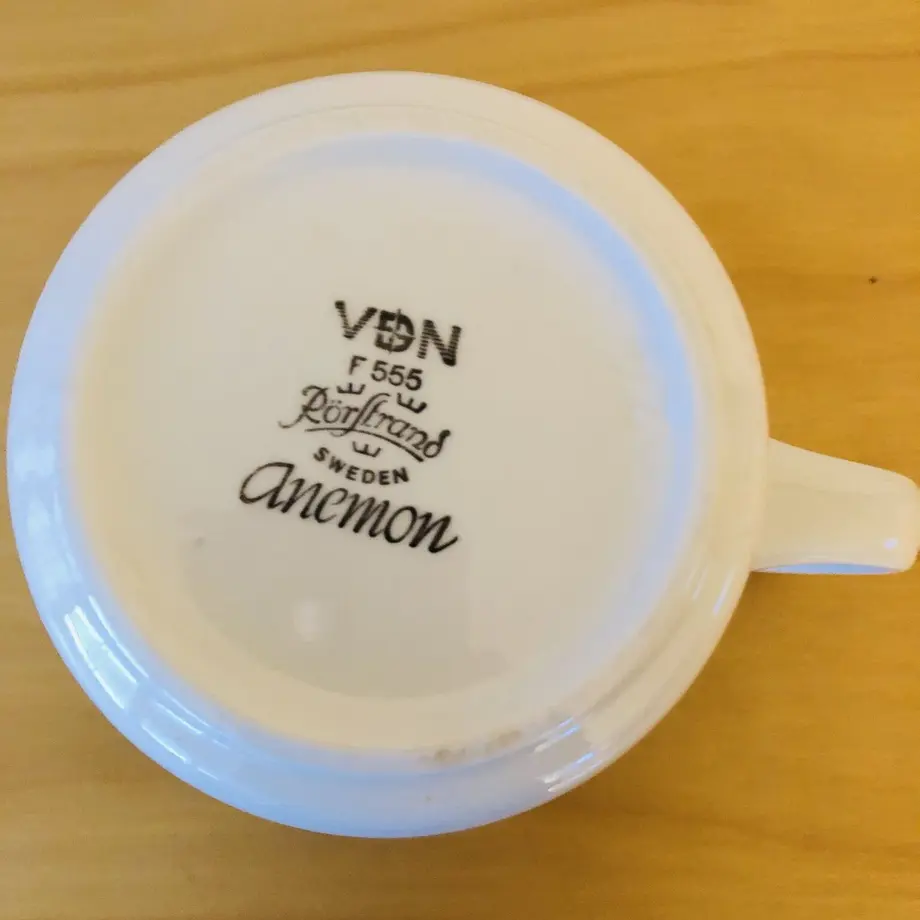 VDN
F 555
Rörstrand
SWEDEN
Anemon